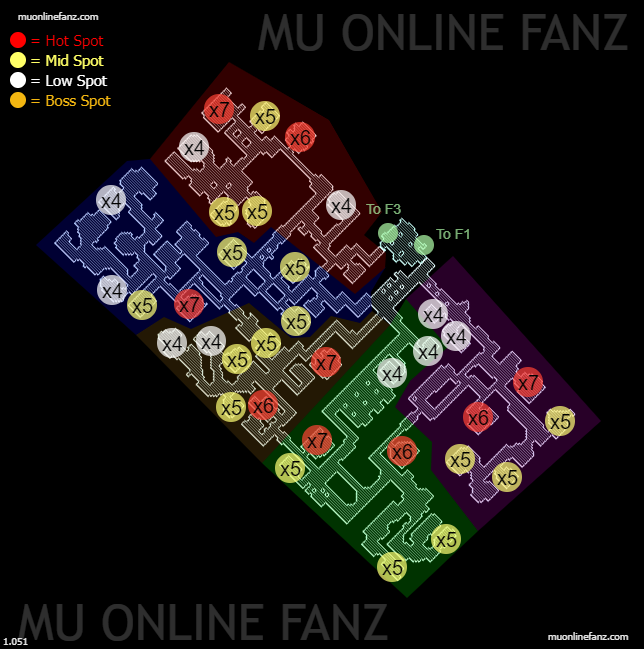 muonlinefanz.com
MU ONLINE FANZ
= Hot Spot
= Mid Spot
= Low Spot
= Boss Spot
x7
x5
x6
x4
x4
x4
x5
x5
To F3
To F1
x5
x5
x4
x5
x7
x5
x4
x4
x4
x4
x4
x5
x5
x7
x4
x7
x5
x6
x6
x5
x7
x6
x5
x5
x5
x5
x5
MU ONLINE FANZ
1.051
muonlinefanz.com